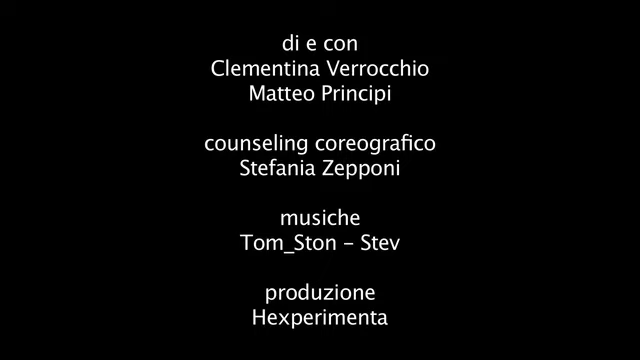 di e con
Clementina Verrocchio
Matteo Principi
counseling coreografico
Stefania Zepponi
musiche
Tom_Ston - Stev
produzione
Hexperimenta